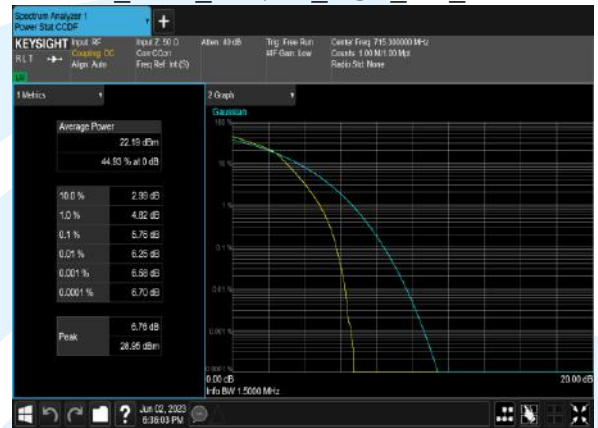 Spectrum Analyzer 1
Power Stat CCDF
KEYSIGHT Input: RF Input Z: 50 Ω Atten: 40 dB Trig: Free Run Center Freq: 715.300000 MHz
RLT Coupling: DC Corr CCorr #IF Gain: Low Counts: 1.00 M/1.00 Mpt
Align: Auto Freq Ref: Int (S) Radio Std: None
1 Metrics
2 Graph
Gaussian
Average Power
22.19 dBm
44.93 % at 0 dB
10.0 % 2.99 dB
1.0 % 4.82 dB
0.1 % 5.76 dB
0.01 % 6.25 dB
0.001 % 6.58 dB
0.0001 % 6.70 dB
Peak
6.76 dB
28.95 dBm
100 %
10 %
1 %
0.1 %
0.01 %
0.001 %
0.0001 %
0.00 dB 20.00 dB
Info BW 1.5000 MHz
Jun 02, 2023
6:36:03 PM